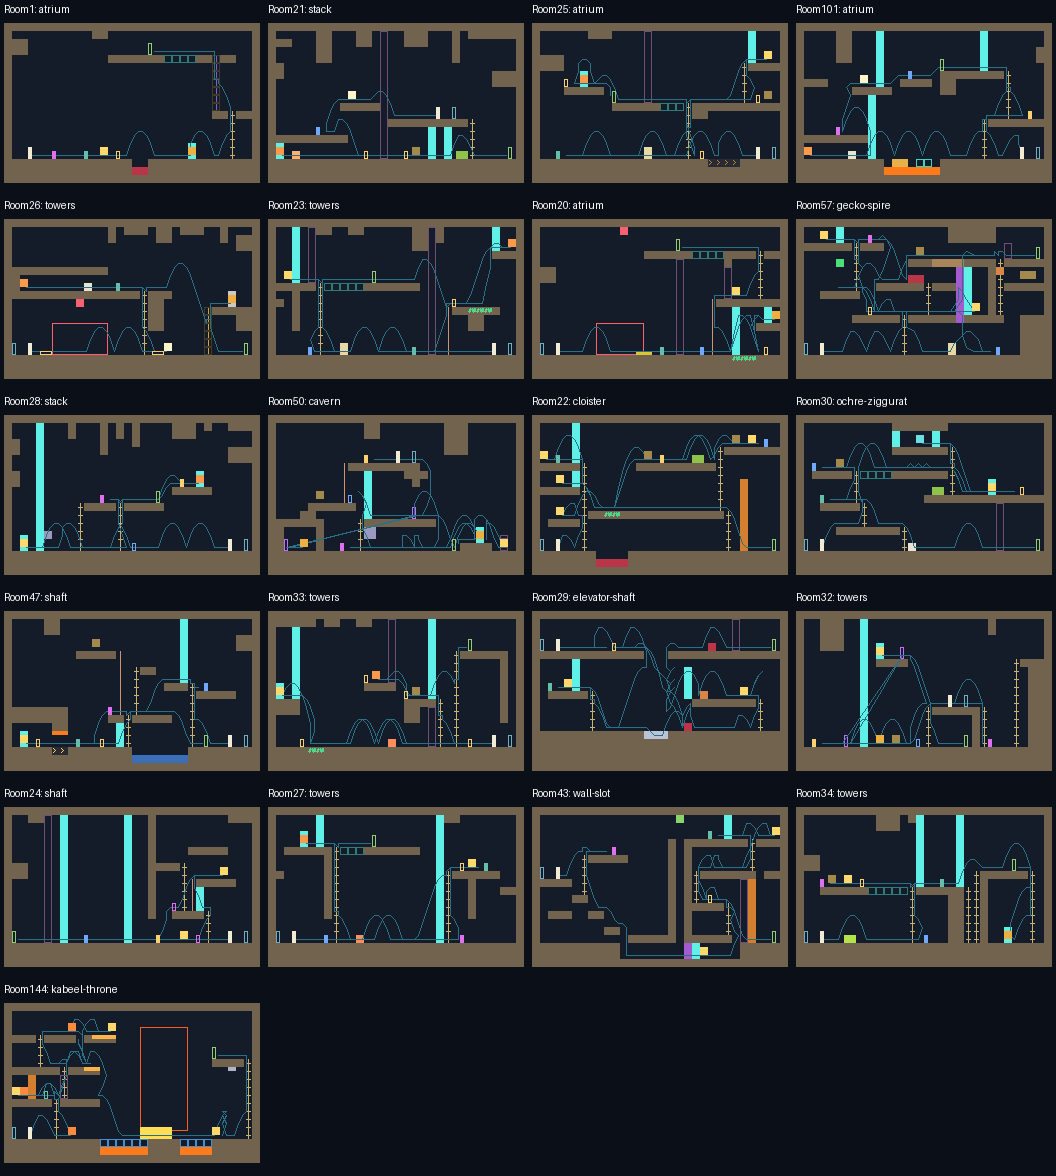 Room1: atrium
Room21: stack
Room25: atrium
Room101: atrium
Room26: towers
Room23: towers
Room20: atrium
Room57: gecko-spire
Room28: stack
Room50: cavern
Room22: cloister
Room30: ochre-ziggurat
Room47: shaft
Room33: towers
Room29: elevator-shaft
Room32: towers
Room24: shaft
Room27: towers
Room43: wall-slot
Room34: towers
Room144: kabeel-throne